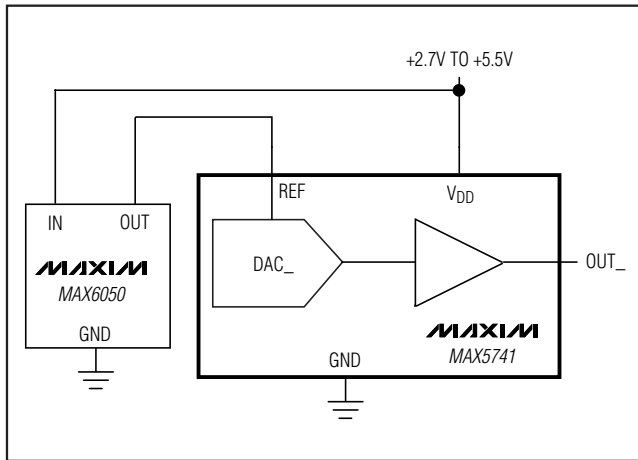 +2.7V TO +5.5V
REF
VDD
IN OUT
MAXIM
MAX6050
GND
DAC_
OUT_
MAXIM
MAX5741
GND